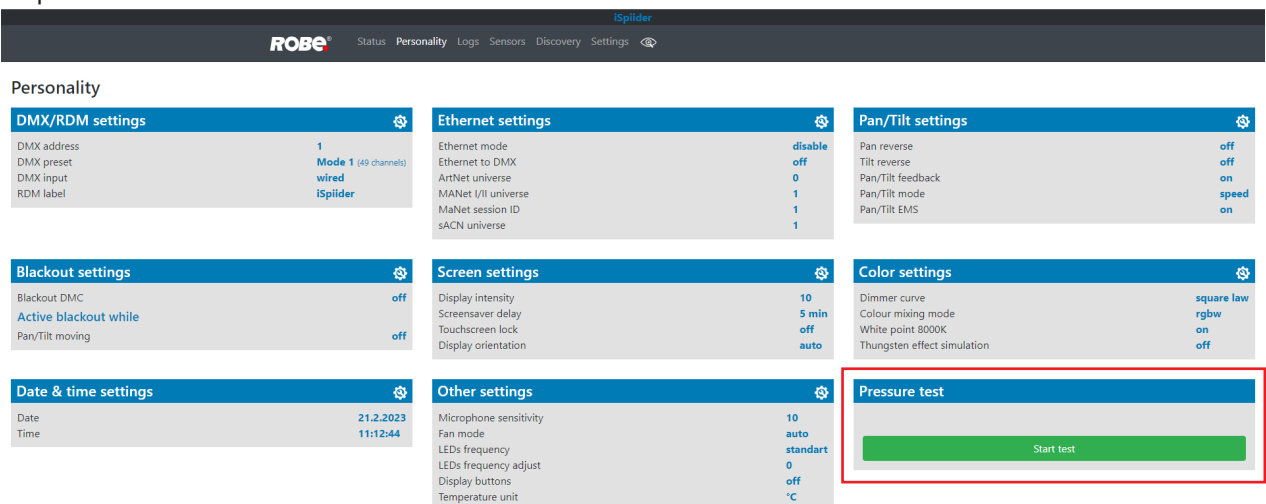 iSpiider
ROBE® Status Personality Logs Sensors Discovery Settings
Personality
DMX/RDM settings
DMX address 1
DMX preset Mode 1 (49 channels)
DMX input wired
RDM label iSpiider
Ethernet settings
Ethernet mode disable
Ethernet to DMX off
ArtNet universe 0
MANet I/II universe 1
MaNet session ID 1
sACN universe 1
Pan/Tilt settings
Pan reverse off
Tilt reverse off
Pan/Tilt feedback on
Pan/Tilt mode speed
Pan/Tilt EMS on
Blackout settings
Blackout DMC off
Active blackout while
Pan/Tilt moving off
Screen settings
Display intensity 10
Screensaver delay 5 min
Touchscreen lock off
Display orientation auto
Color settings
Dimmer curve square law
Colour mixing mode rgbw
White point 8000K on
Thungsten effect simulation off
Date & time settings
Date 21.2.2023
Time 11:12:44
Other settings
Microphone sensitivity 10
Fan mode auto
LEDs frequency standart
LEDs frequency adjust 0
Display buttons off
Temperature unit °C
Pressure test
Start test